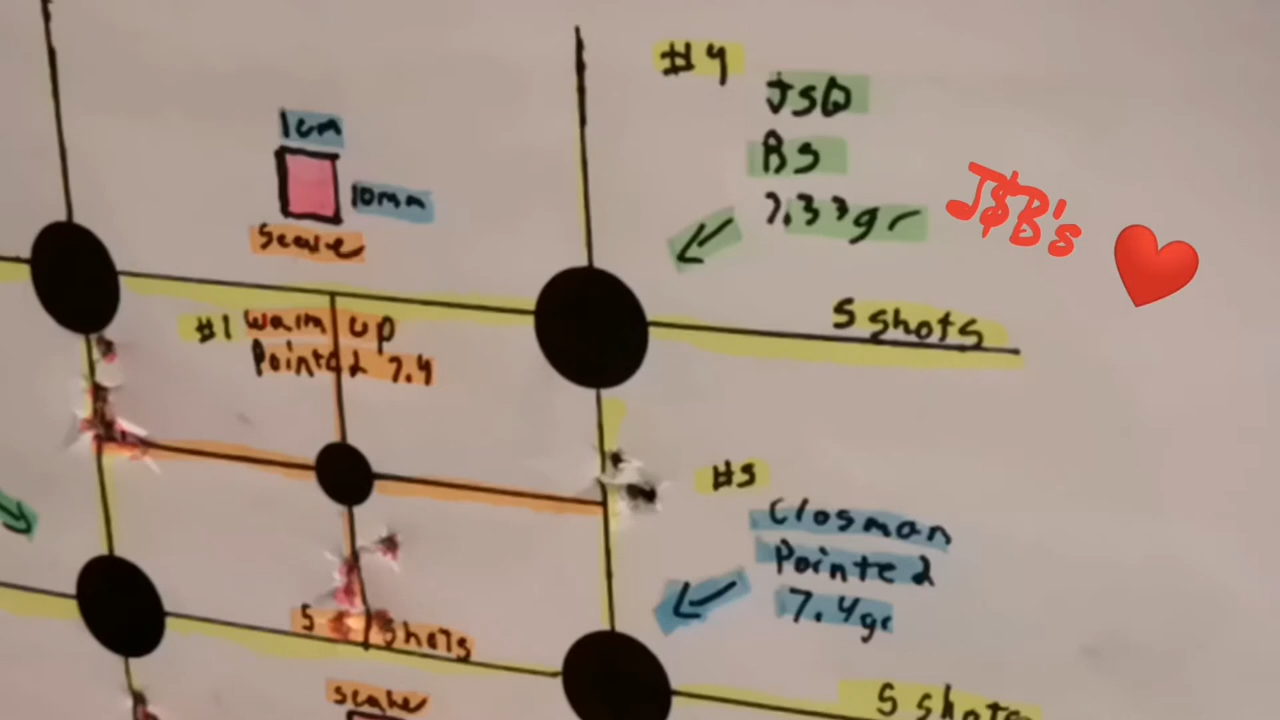 #4
JSB
RS
7.33gr
J$B's
1cm
10mm
Scale
5 shots
#1 warm up
Pointed 7.4
#5
Crosman
Pointed
7.4gr
5 shots
Scale
5 shots